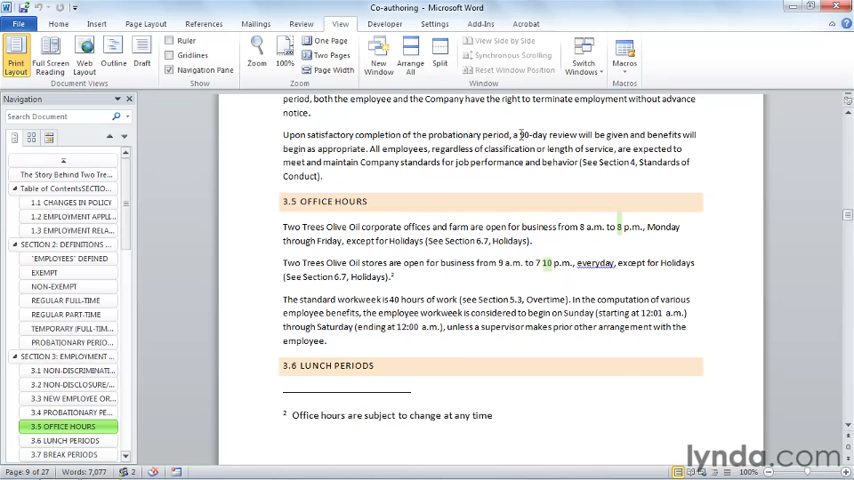 Co-authoring - Microsoft Word
File Home Insert Page Layout References Mailings Review View Developer Settings Add-Ins Acrobat
Print Layout
Full Screen Reading
Web Layout
Outline
Draft
Document Views
Ruler
Gridlines
Navigation Pane
Show
Zoom
100%
One Page
Two Pages
Page Width
Zoom
New Window
Arrange All
Split
View Side by Side
Synchronous Scrolling
Reset Window Position
Window
Switch Windows
Macros
Macros
Navigation
Search Document
The Story Behind Two Tre...
Table of ContentsSECTION...
1.1 CHANGES IN POLICY
1.2 EMPLOYMENT APPLI...
1.3 EMPLOYMENT RELA...
SECTION 2: DEFINITIONS ...
"EMPLOYEES" DEFINED
EXEMPT
NON-EXEMPT
REGULAR FULL-TIME
REGULAR PART-TIME
TEMPORARY (FULL-TIM...
PROBATIONARY PERIO...
SECTION 3: EMPLOYMENT ...
3.1 NON-DISCRIMINATI...
3.2 NON-DISCLOSURE/...
3.3 NEW EMPLOYEE OR...
3.4 PROBATIONARY PE...
3.5 OFFICE HOURS
3.6 LUNCH PERIODS
3.7 BREAK PERIODS
period, both the employee and the Company have the right to terminate employment without advance
notice.
Upon satisfactory completion of the probationary period, a 90-day review will be given and benefits will
begin as appropriate. All employees, regardless of classification or length of service, are expected to
meet and maintain Company standards for job performance and behavior (See Section 4, Standards of
Conduct).
3.5 OFFICE HOURS
Two Trees Olive Oil corporate offices and farm are open for business from 8 a.m. to 8 p.m., Monday
through Friday, except for Holidays (See Section 6.7, Holidays).
Two Trees Olive Oil stores are open for business from 9 a.m. to 7 10 p.m., everyday, except for Holidays
(See Section 6.7, Holidays).2
The standard workweek is 40 hours of work (see Section 5.3, Overtime). In the computation of various
employee benefits, the employee workweek is considered to begin on Sunday (starting at 12:01 a.m.)
through Saturday (ending at 12:00 a.m.), unless a supervisor makes prior other arrangement with the
employee.
3.6 LUNCH PERIODS
2 Office hours are subject to change at any time
lynda.com
Page: 9 of 27 Words: 7,077 2 100%